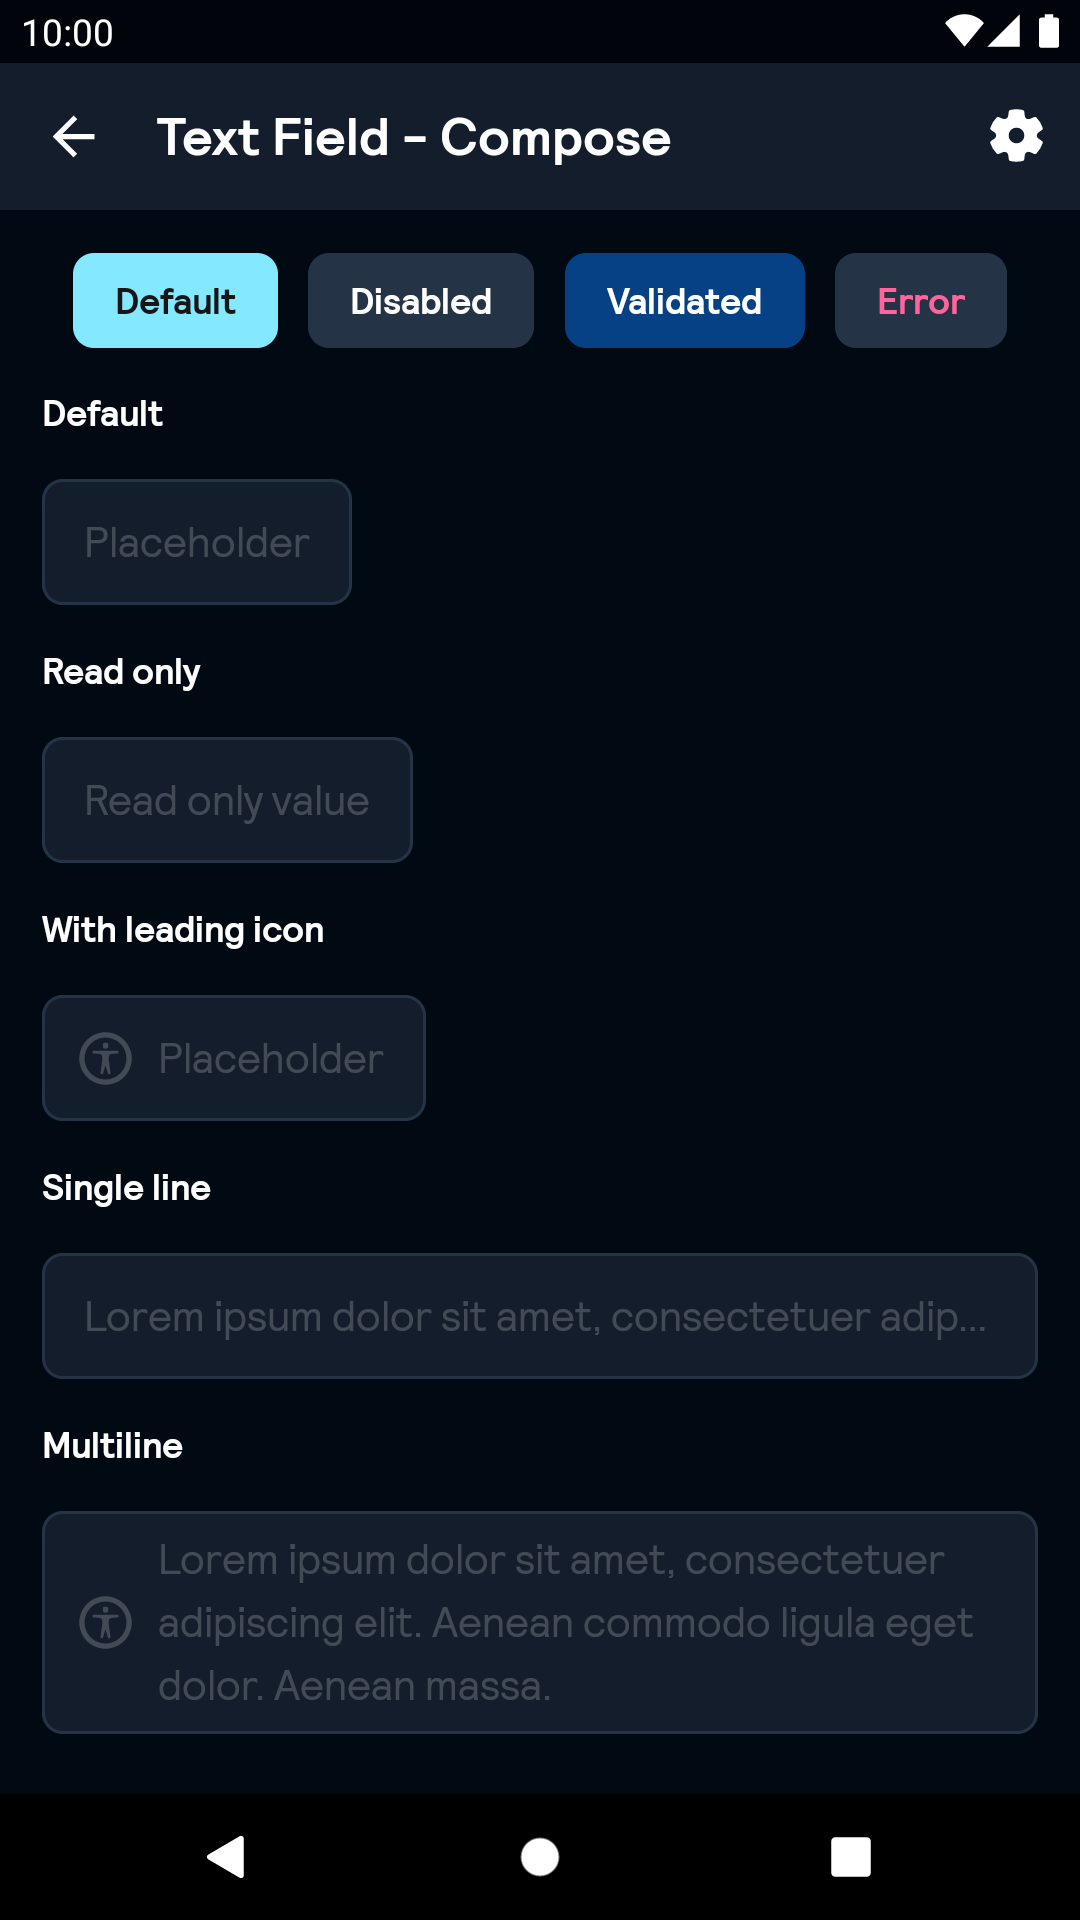 10:00
Text Field - Compose
Default
Disabled
Validated
Error
Default
Placeholder
Read only
Read only value
With leading icon
Placeholder
Single line
Lorem ipsum dolor sit amet, consectetuer adip...
Multiline
Lorem ipsum dolor sit amet, consectetuer
adipiscing elit. Aenean commodo ligula eget
dolor. Aenean massa.